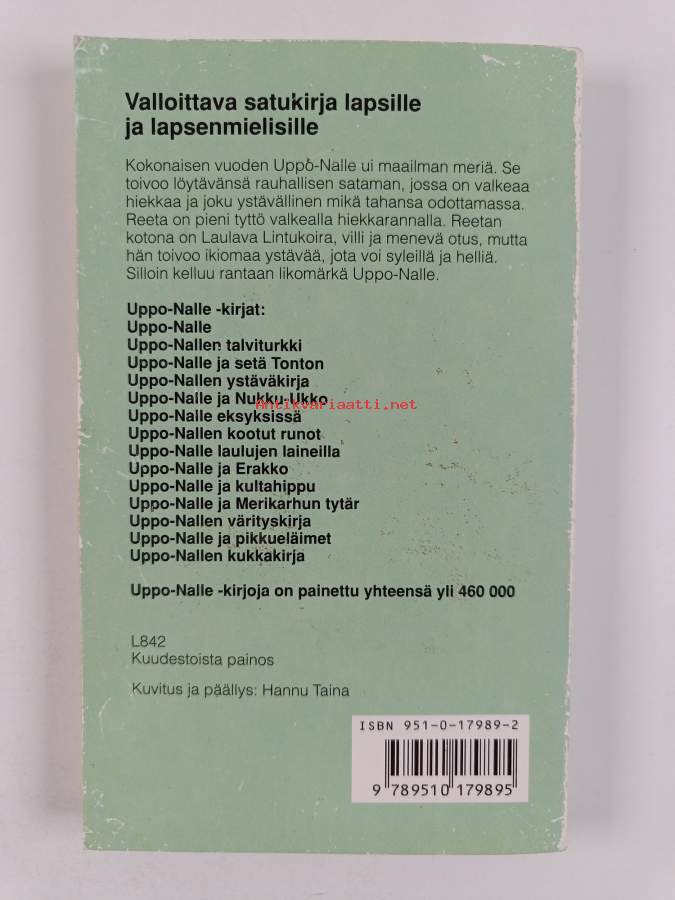 Valloittava satukirja lapsille
ja lapsenmielisille
Kokonaisen vuoden Uppo-Nalle ui maailman meriä. Se
toivoo löytävänsä rauhallisen sataman, jossa on valkeaa
hiekkaa ja joku ystävällinen mikä tahansa odottamassa.
Reeta on pieni tyttö valkealla hiekkarannalla. Reetan
kotona on Laulava Lintukoira, villi ja menevä otus, mutta
hän toivoo ikiomaa ystävää, jota voi syleillä ja helliä.
Silloin kelluu rantaan likomärkä Uppo-Nalle.
Uppo-Nalle -kirjat:
Uppo-Nalle
Uppo-Nallen talviturkki
Uppo-Nalle ja setä Tonton
Uppo-Nallen ystäväkirja
Uppo-Nalle ja Nukku-Ukko
Antikvariaatti.net
Uppo-Nalle eksyksissä
Uppo-Nallen kootut runot
Uppo-Nalle laulujen laineilla
Uppo-Nalle ja Erakko
Uppo-Nalle ja kultahippu
Uppo-Nalle ja Merikarhun tytär
Uppo-Nallen värityskirja
Uppo-Nalle ja pikkueläimet
Uppo-Nallen kukkakirja
Uppo-Nalle -kirjoja on painettu yhteensä yli 460 000
L842
Kuudestoista painos
Kuvitus ja päällys: Hannu Taina
ISBN 951-0-17989-2
9 789510 179895